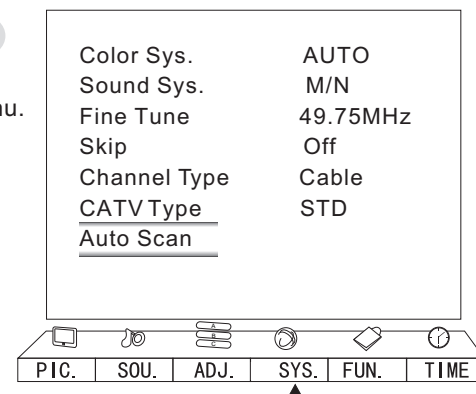 Color Sys. AUTO
Sound Sys. M/N
nu.
Fine Tune 49.75MHz
Skip Off
Channel Type Cable
CATV Type STD
Auto Scan
A
B
C
PIC. SOU. ADJ. SYS. FUN. TIME